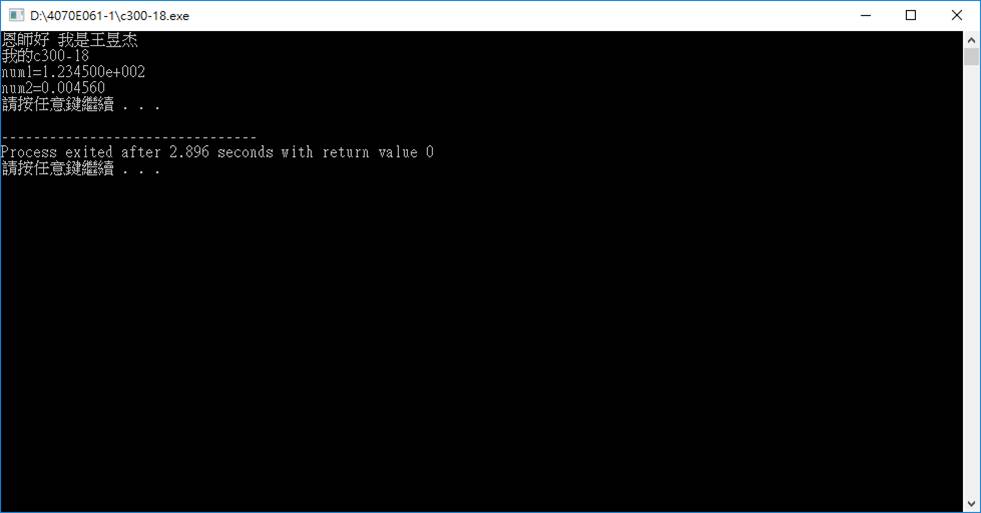 D:\4070E061-1\c300-18.exe
恩師好 我是王昱杰
我的c300-18
num1=1.234500e+002
num2=0.004560
請按任意鍵繼續 . . .
--------------------------------
Process exited after 2.896 seconds with return value 0
請按任意鍵繼續 . . .